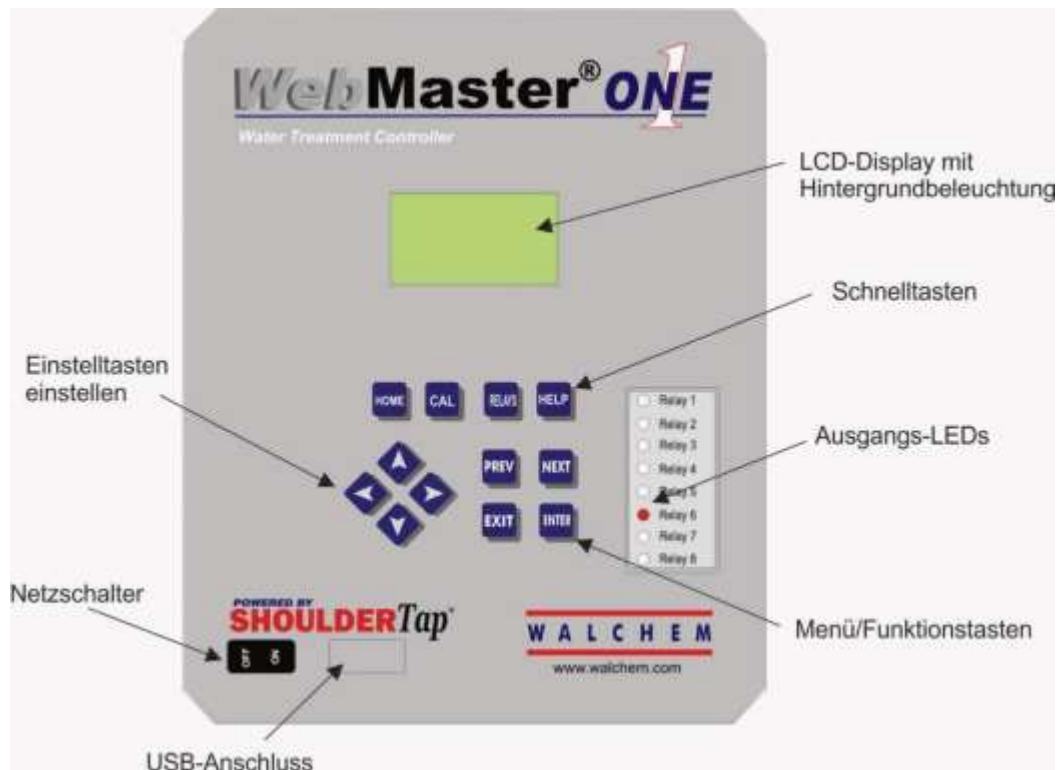 WebMaster® ONE 1
Water Treatment Controller
LCD-Display mit
Hintergrundbeleuchtung
Schnelltasten
Einstelltasten
einstellen
HOME CAL RELAYS HELP
Relay 1
Relay 2
Relay 3
Relay 4
Relay 5
Relay 6
Relay 7
Relay 8
Ausgangs-LEDs
PREV NEXT
EXIT ENTER
Netzschalter
POWERED BY
SHOULDERTap
OFF ON
WALCHEM
www.walchem.com
Menü/Funktionstasten
USB-Anschluss